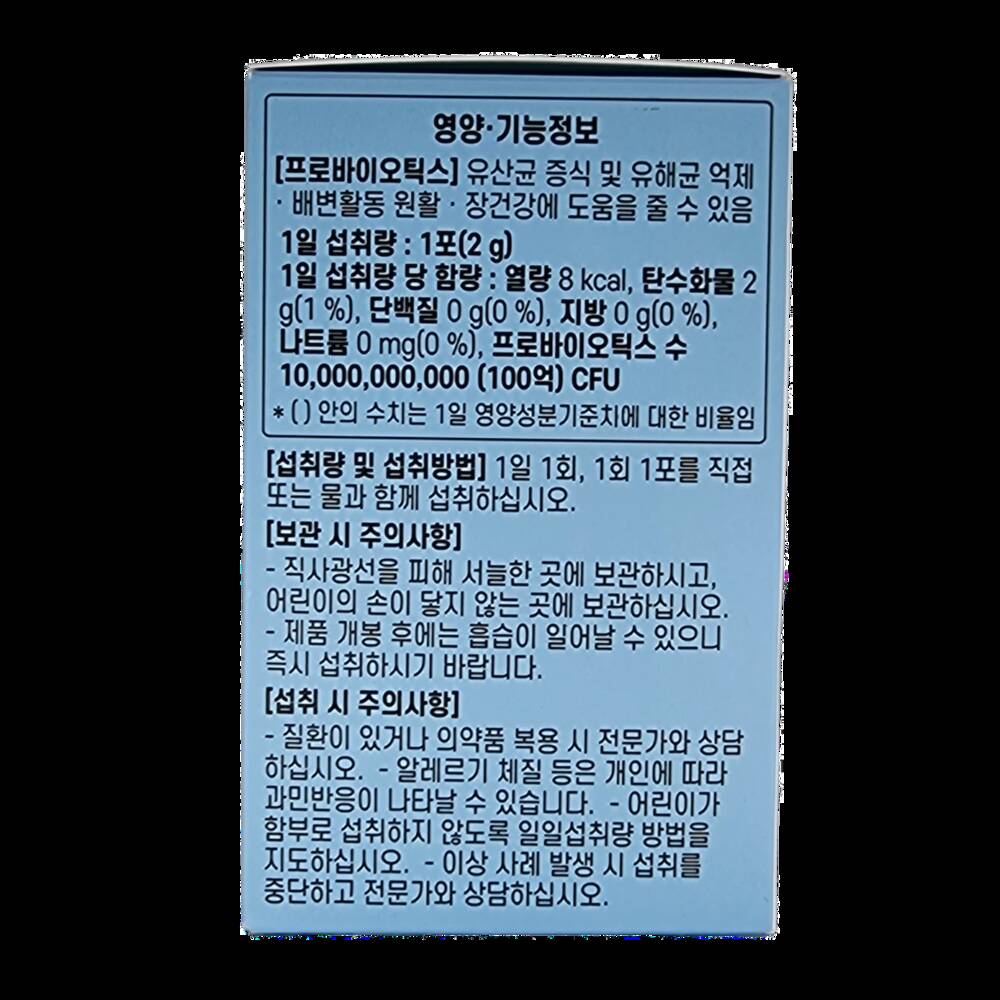 영양·기능정보
[프로바이오틱스] 유산균 증식 및 유해균 억제
· 배변활동 원활 · 장건강에 도움을 줄 수 있음
1일 섭취량 : 1포(2 g)
1일 섭취량 당 함량 : 열량 8 kcal, 탄수화물 2
g(1 %), 단백질 0 g(0 %), 지방 0 g(0 %),
나트륨 0 mg(0 %), 프로바이오틱스 수
10,000,000,000 (100억) CFU
* ( ) 안의 수치는 1일 영양성분기준치에 대한 비율임
[섭취량 및 섭취방법] 1일 1회, 1회 1포를 직접
또는 물과 함께 섭취하십시오.
[보관 시 주의사항]
- 직사광선을 피해 서늘한 곳에 보관하시고,
어린이의 손이 닿지 않는 곳에 보관하십시오.
- 제품 개봉 후에는 흡습이 일어날 수 있으니
즉시 섭취하시기 바랍니다.
[섭취 시 주의사항]
- 질환이 있거나 의약품 복용 시 전문가와 상담
하십시오. - 알레르기 체질 등은 개인에 따라
과민반응이 나타날 수 있습니다. - 어린이가
함부로 섭취하지 않도록 일일섭취량 방법을
지도하십시오. - 이상 사례 발생 시 섭취를
중단하고 전문가와 상담하십시오.